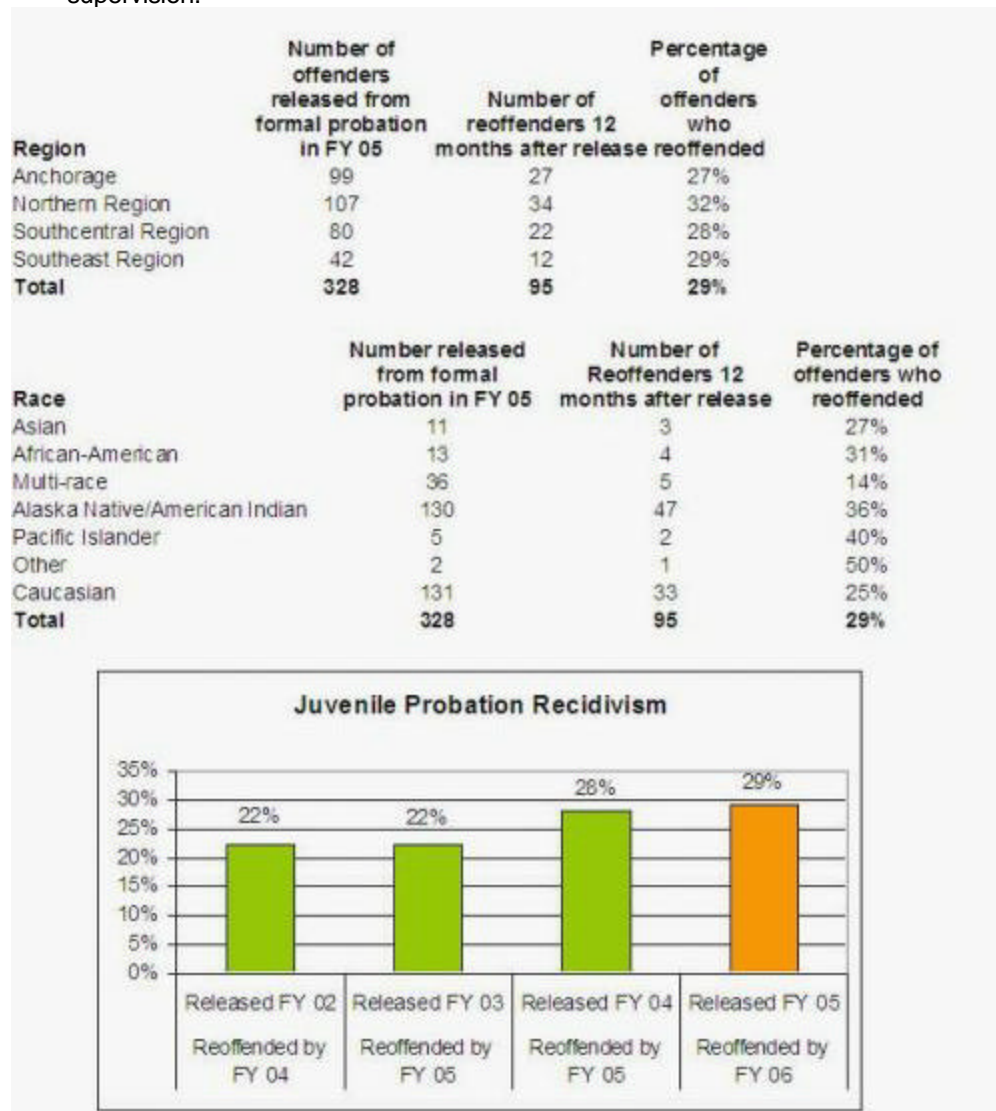 supervision.
Number of Percentage
offenders of
released from Number of offenders
formal probation reoffenders 12 who
Region in FY 05 months after release reoffended
Anchorage 99 27 27%
Northern Region 107 34 32%
Southcentral Region 80 22 28%
Southeast Region 42 12 29%
Total 328 95 29%
Number released Number of Percentage of
from formal Reoffenders 12 offenders who
Race probation in FY 05 months after release reoffended
Asian 11 3 27%
African-American 13 4 31%
Multi-race 36 5 14%
Alaska Native/American Indian 130 47 36%
Pacific Islander 5 2 40%
Other 2 1 50%
Caucasian 131 33 25%
Total 328 95 29%
Juvenile Probation Recidivism
35%
30%
25%
20%
15%
10%
5%
0%
22% 22% 28% 29%
Released FY 02 Released FY 03 Released FY 04 Released FY 05
Reoffended by Reoffended by Reoffended by Reoffended by
FY 04 FY 05 FY 05 FY 06